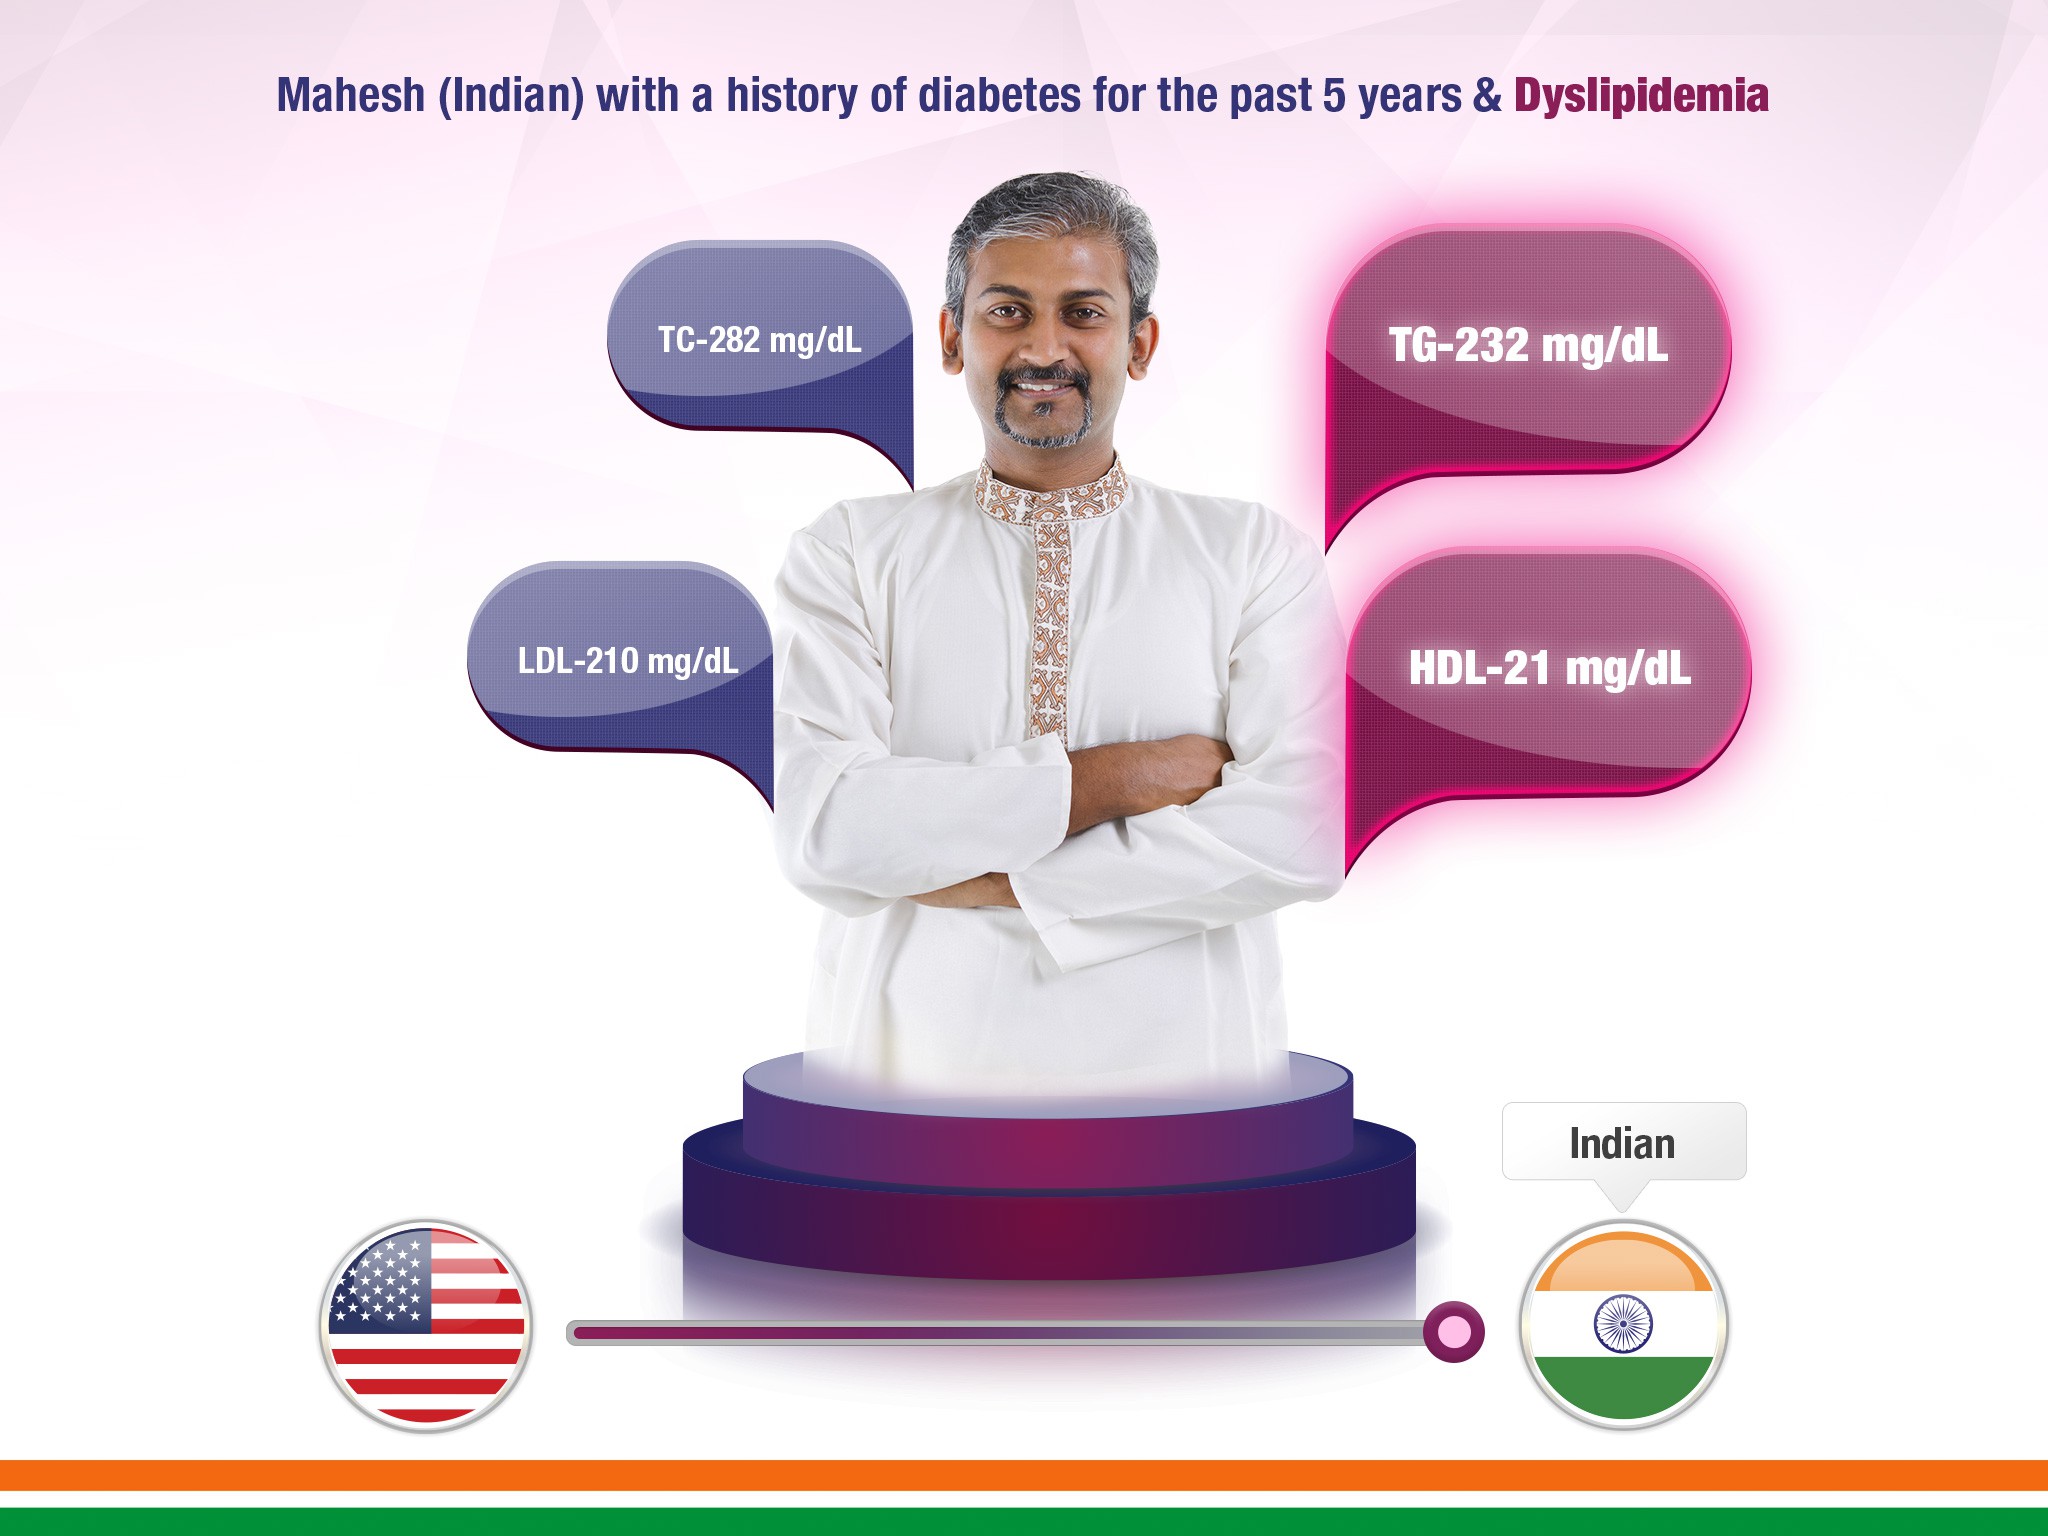 Mahesh (Indian) with a history of diabetes for the past 5 years & Dyslipidemia
TC-282 mg/dL
TG-232 mg/dL
LDL-210 mg/dL
HDL-21 mg/dL
Indian